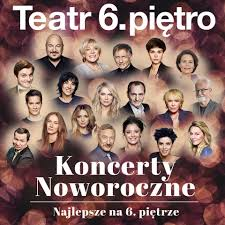 Teatr 6.piętro
Koncerty
Noworoczne
Najlepsze na 6. piętrze